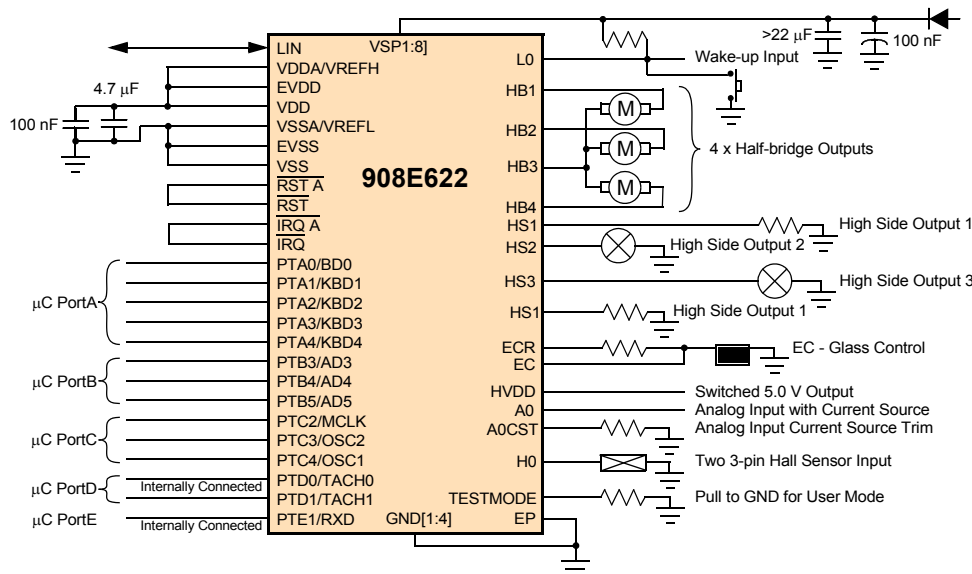 VSP1:8]
>22 μF
100 nF
LIN
VDDA/VREFH
EVDD
VDD
VSSA/VREFL
EVSS
VSS
RST A
RST
IRQ A
IRQ
PTA0/BD0
PTA1/KBD1
PTA2/KBD2
PTA3/KBD3
PTA4/KBD4
PTB3/AD3
PTB4/AD4
PTB5/AD5
PTC2/MCLK
PTC3/OSC2
PTC4/OSC1
PTD0/TACH0
PTD1/TACH1
PTE1/RXD
4.7 μF
100 nF
μC PortA
μC PortB
μC PortC
μC PortD
Internally Connected
μC PortE
Internally Connected
908E622
GND[1:4]
L0
HB1
HB2
HB3
HB4
HS1
HS2
HS3
HS1
ECR
EC
HVDD
A0
A0CST
H0
TESTMODE
EP
Wake-up Input
M
M
M
4 x Half-bridge Outputs
High Side Output 1
High Side Output 2
High Side Output 3
High Side Output 1
EC - Glass Control
Switched 5.0 V Output
Analog Input with Current Source
Analog Input Current Source Trim
Two 3-pin Hall Sensor Input
Pull to GND for User Mode